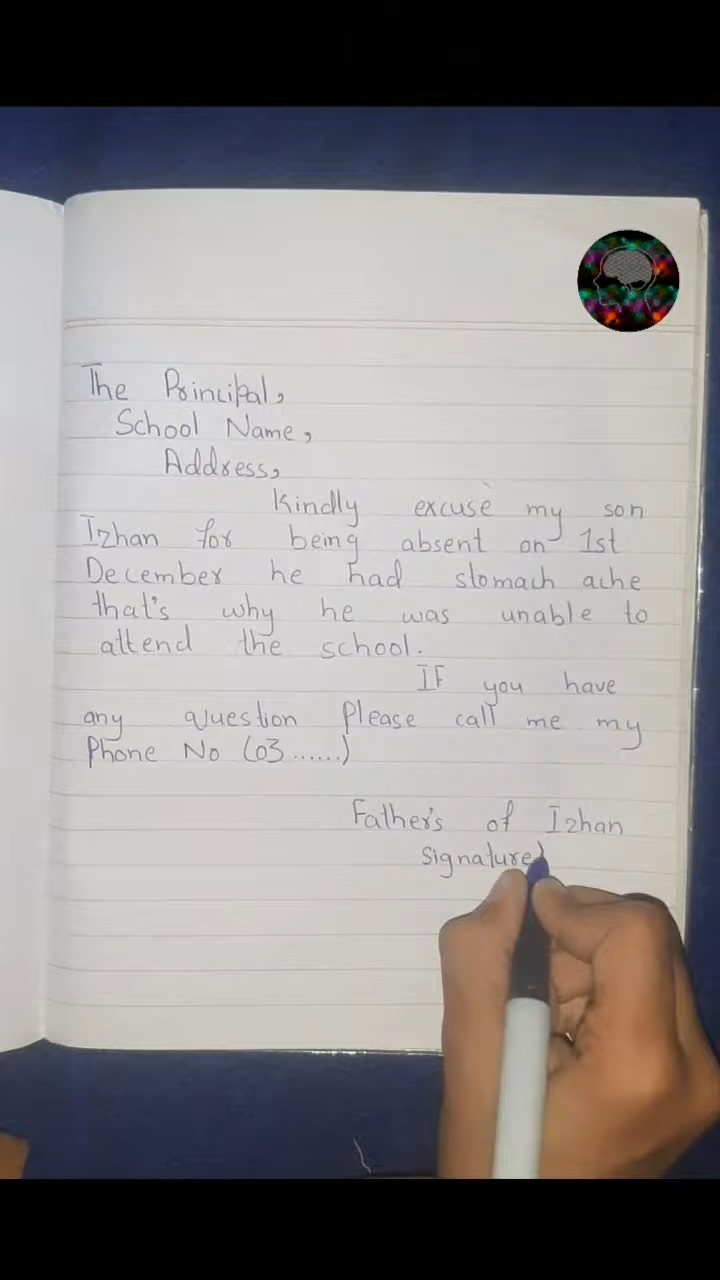 The Principal,
School Name,
Address,
Kindly excuse my son
Izhan for being absent on 1st
December he had stomach ache
that's why he was unable to
attend the school.
IF you have
any question Please call me my
Phone No (03......)
Father's of Izhan
signature